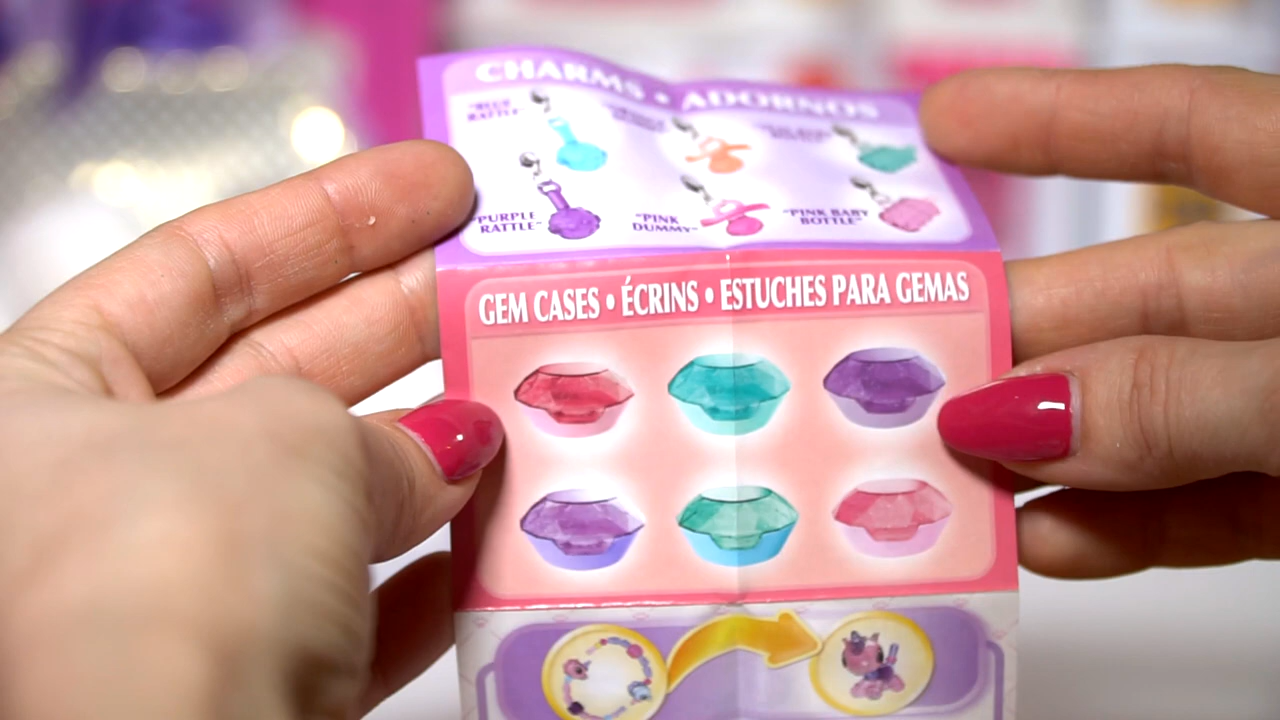 CHARMS • ADORNOS
"BLUE
RATTLE"
"PURPLE
RATTLE"
"PINK
DUMMY"
"PINK BABY
BOTTLE"
GEM CASES • ÉCRINS • ESTUCHES PARA GEMAS